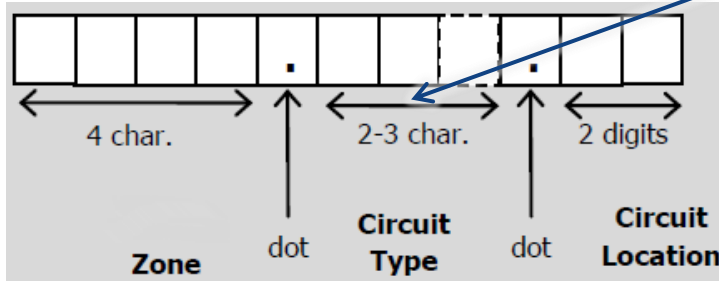 . .
4 char. 2-3 char. 2 digits
Zone dot Circuit Type dot Circuit Location